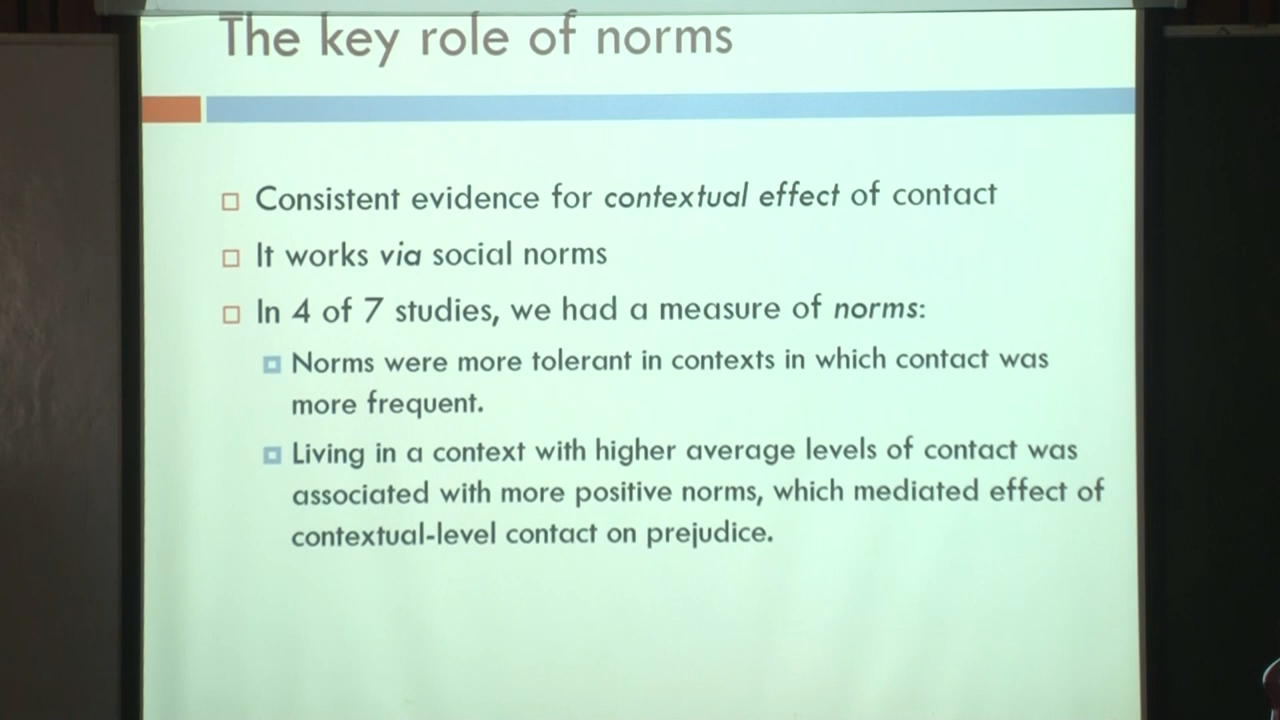 The key role of norms
Consistent evidence for contextual effect of contact
It works via social norms
In 4 of 7 studies, we had a measure of norms:
Norms were more tolerant in contexts in which contact was
more frequent.
Living in a context with higher average levels of contact was
associated with more positive norms, which mediated effect of
contextual-level contact on prejudice.